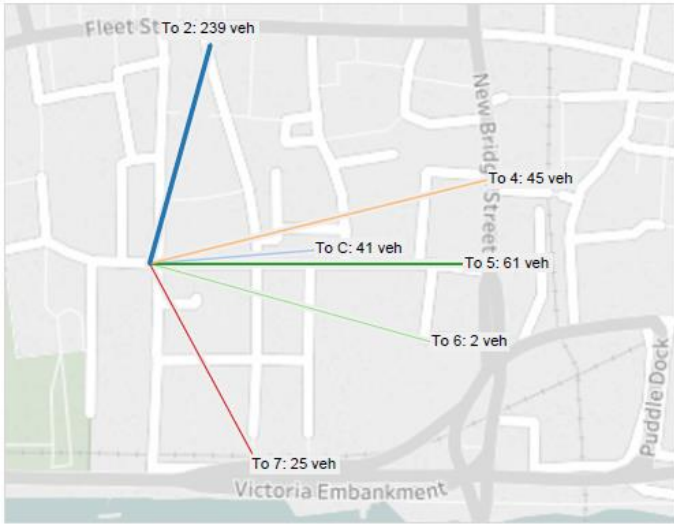 Fleet St
To 2: 239 veh
New Bridge Street
To 4: 45 veh
To C: 41 veh
To 5: 61 veh
To 6: 2 veh
Puddle Dock
To 7: 25 veh
Victoria Embankment